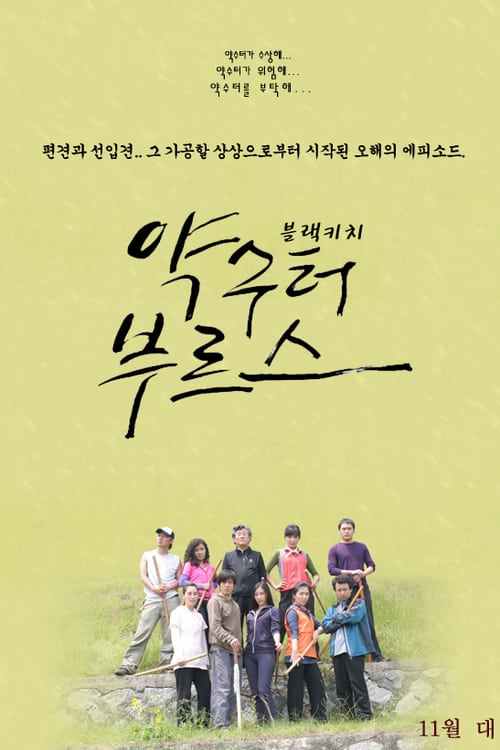 약수터가 수상해...
약수터가 위험해...
약수터를 부탁해...
편견과 선입견.. 그 가공할 상상으로부터 시작된 오해의 에피소드.
블랙키치
약수터
부르스
11월 대